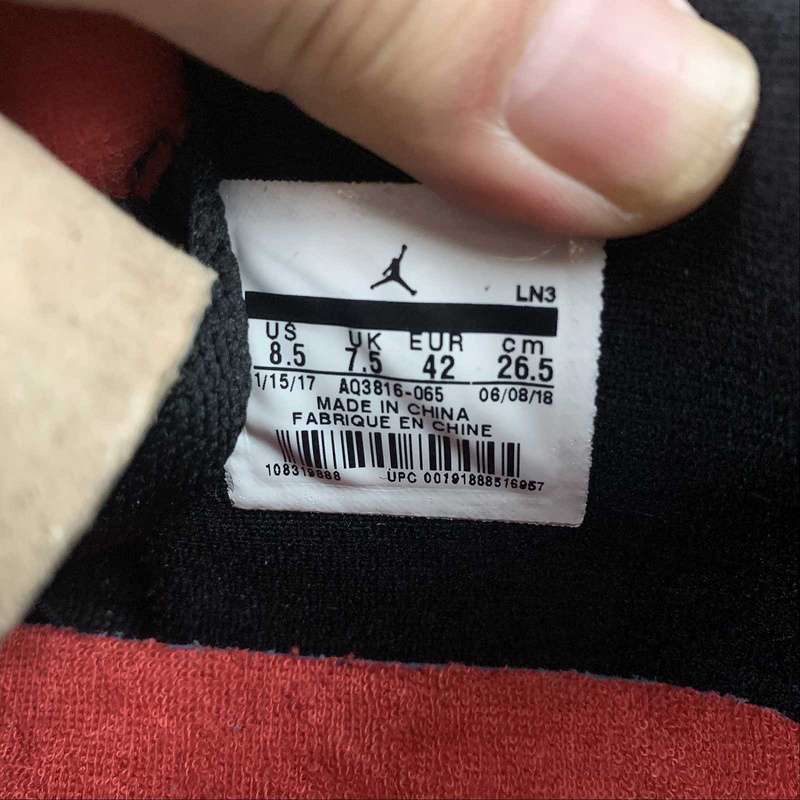 LN3
US UK EUR cm
8.5 7.5 42 26.5
1/15/17 AQ3816-065 06/08/18
MADE IN CHINA
FABRIQUE EN CHINE
108319888 UPC 00191888516957